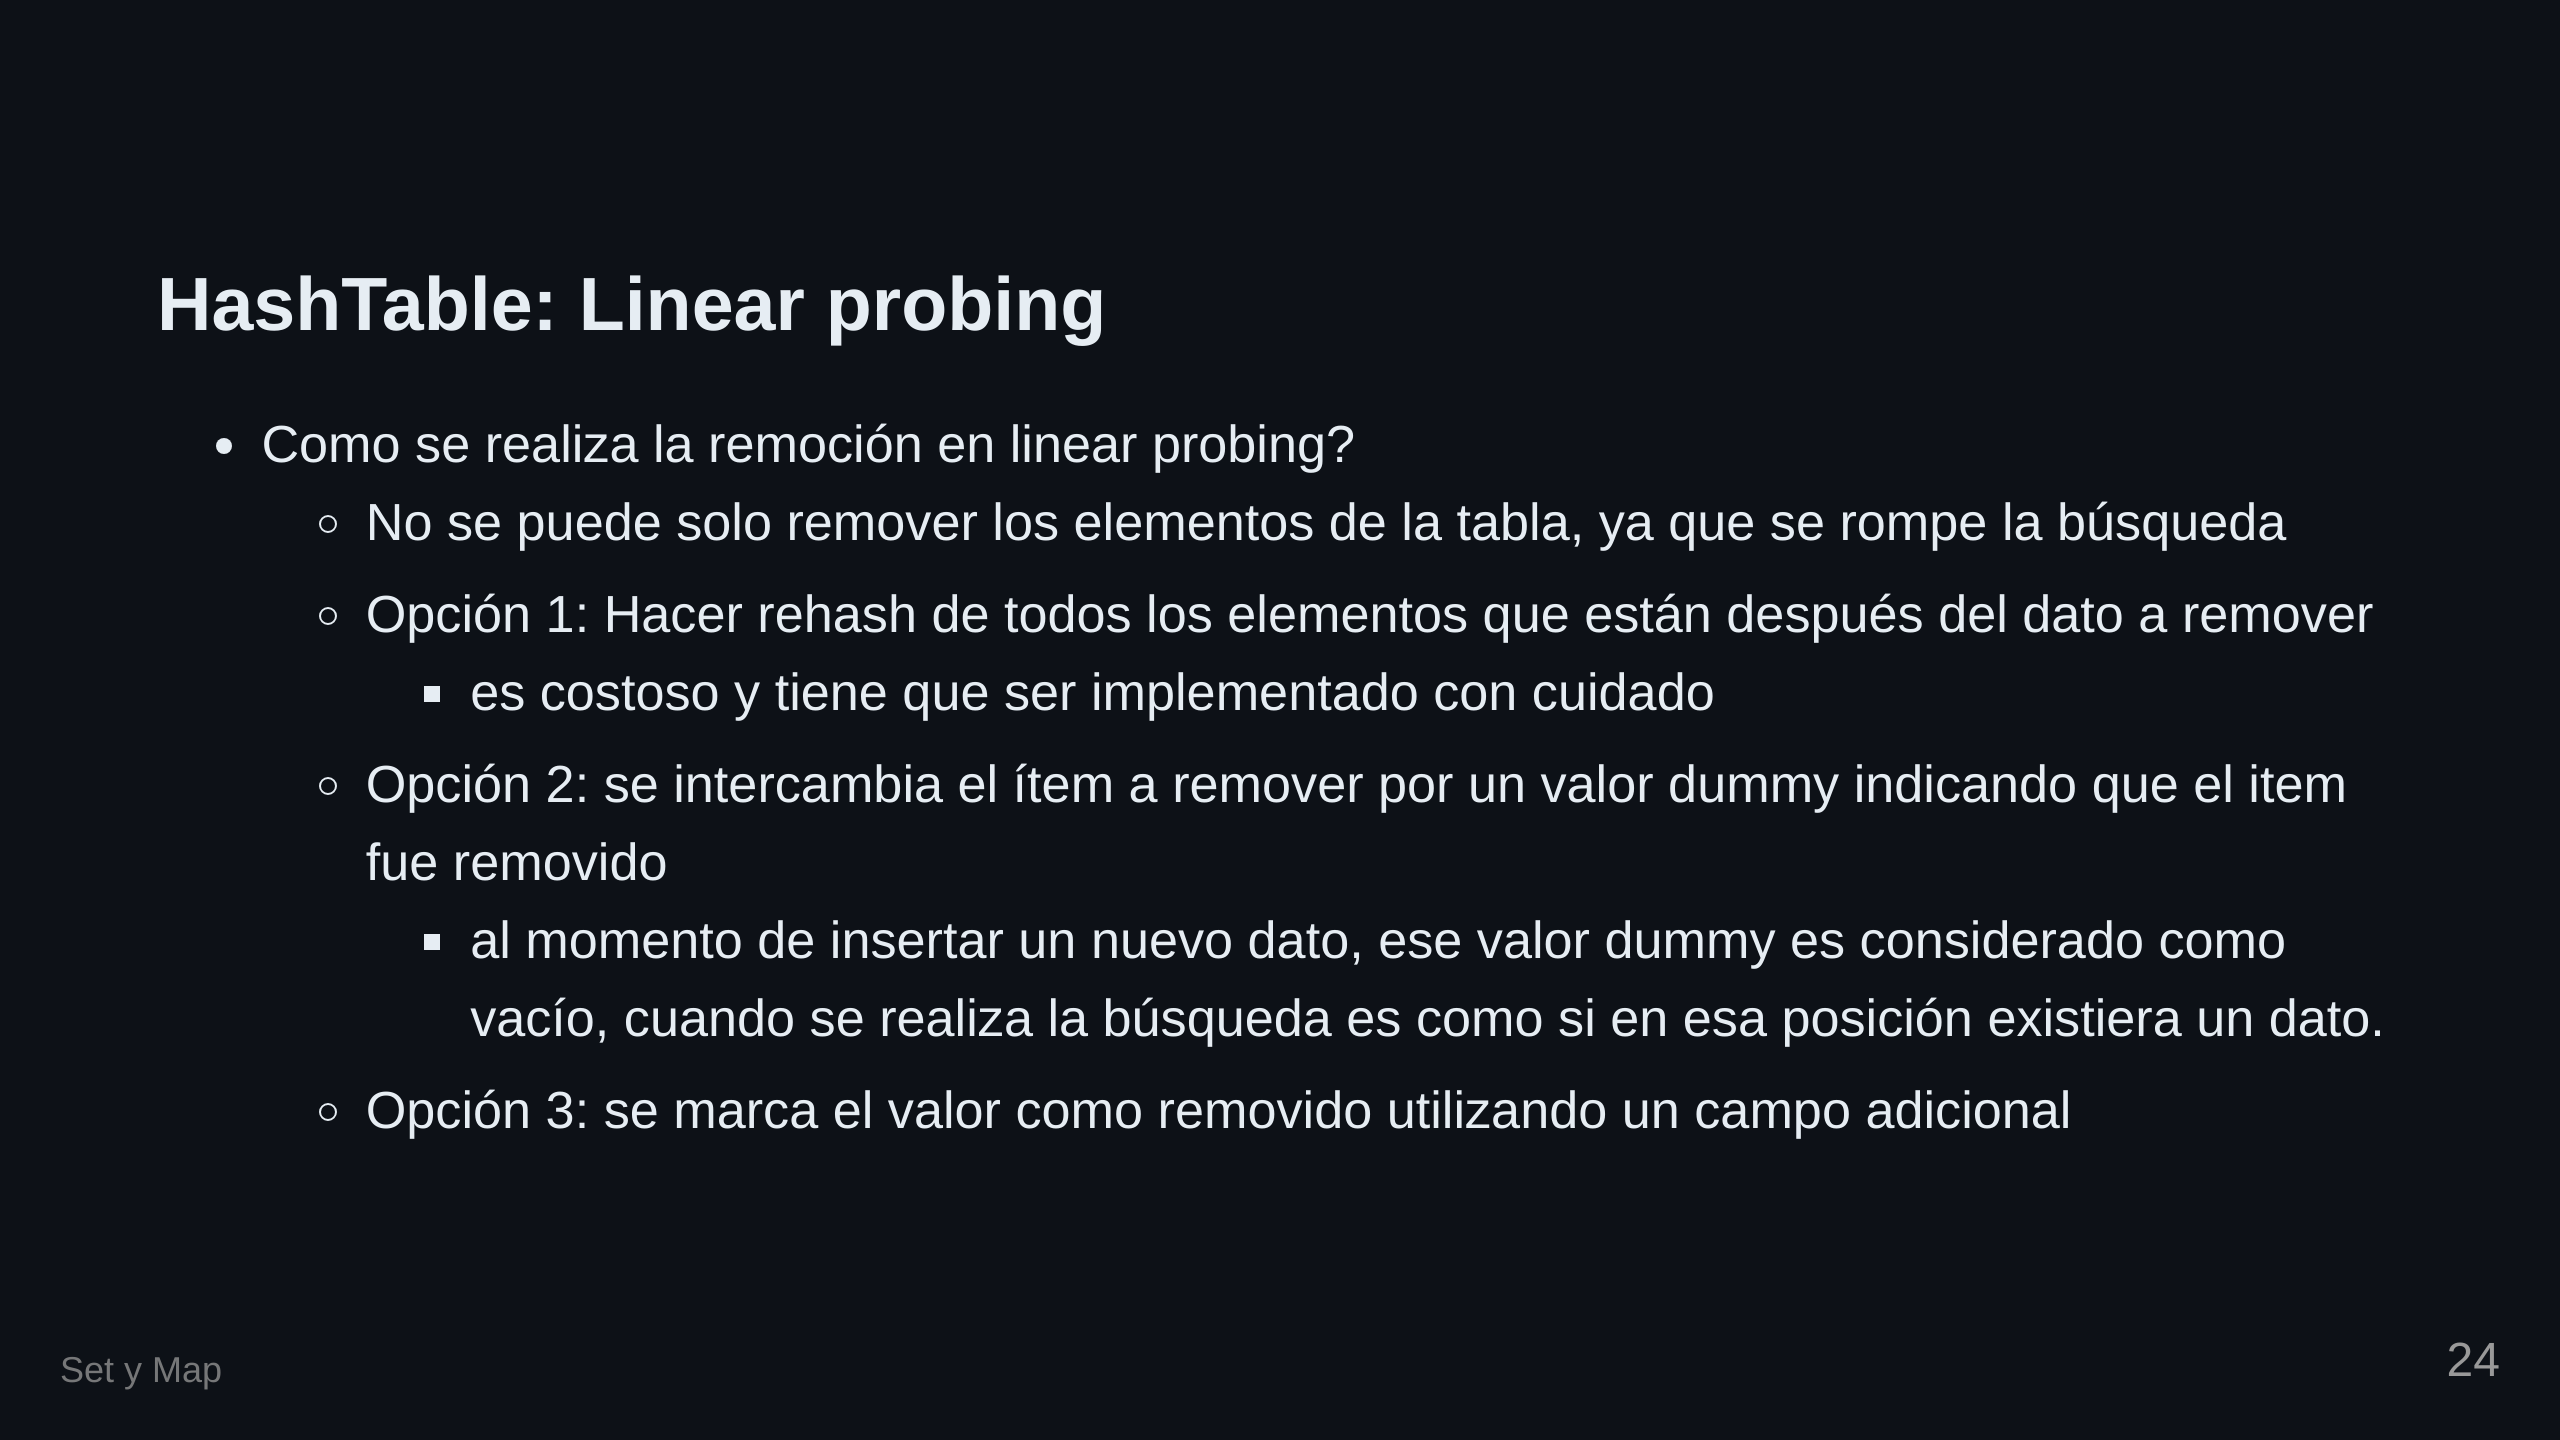 HashTable: Linear probing
Como se realiza la remoción en linear probing?
No se puede solo remover los elementos de la tabla, ya que se rompe la búsqueda
Opción 1: Hacer rehash de todos los elementos que están después del dato a remover
es costoso y tiene que ser implementado con cuidado
Opción 2: se intercambia el ítem a remover por un valor dummy indicando que el item
fue removido
al momento de insertar un nuevo dato, ese valor dummy es considerado como
vacío, cuando se realiza la búsqueda es como si en esa posición existiera un dato.
Opción 3: se marca el valor como removido utilizando un campo adicional
Set y Map
24